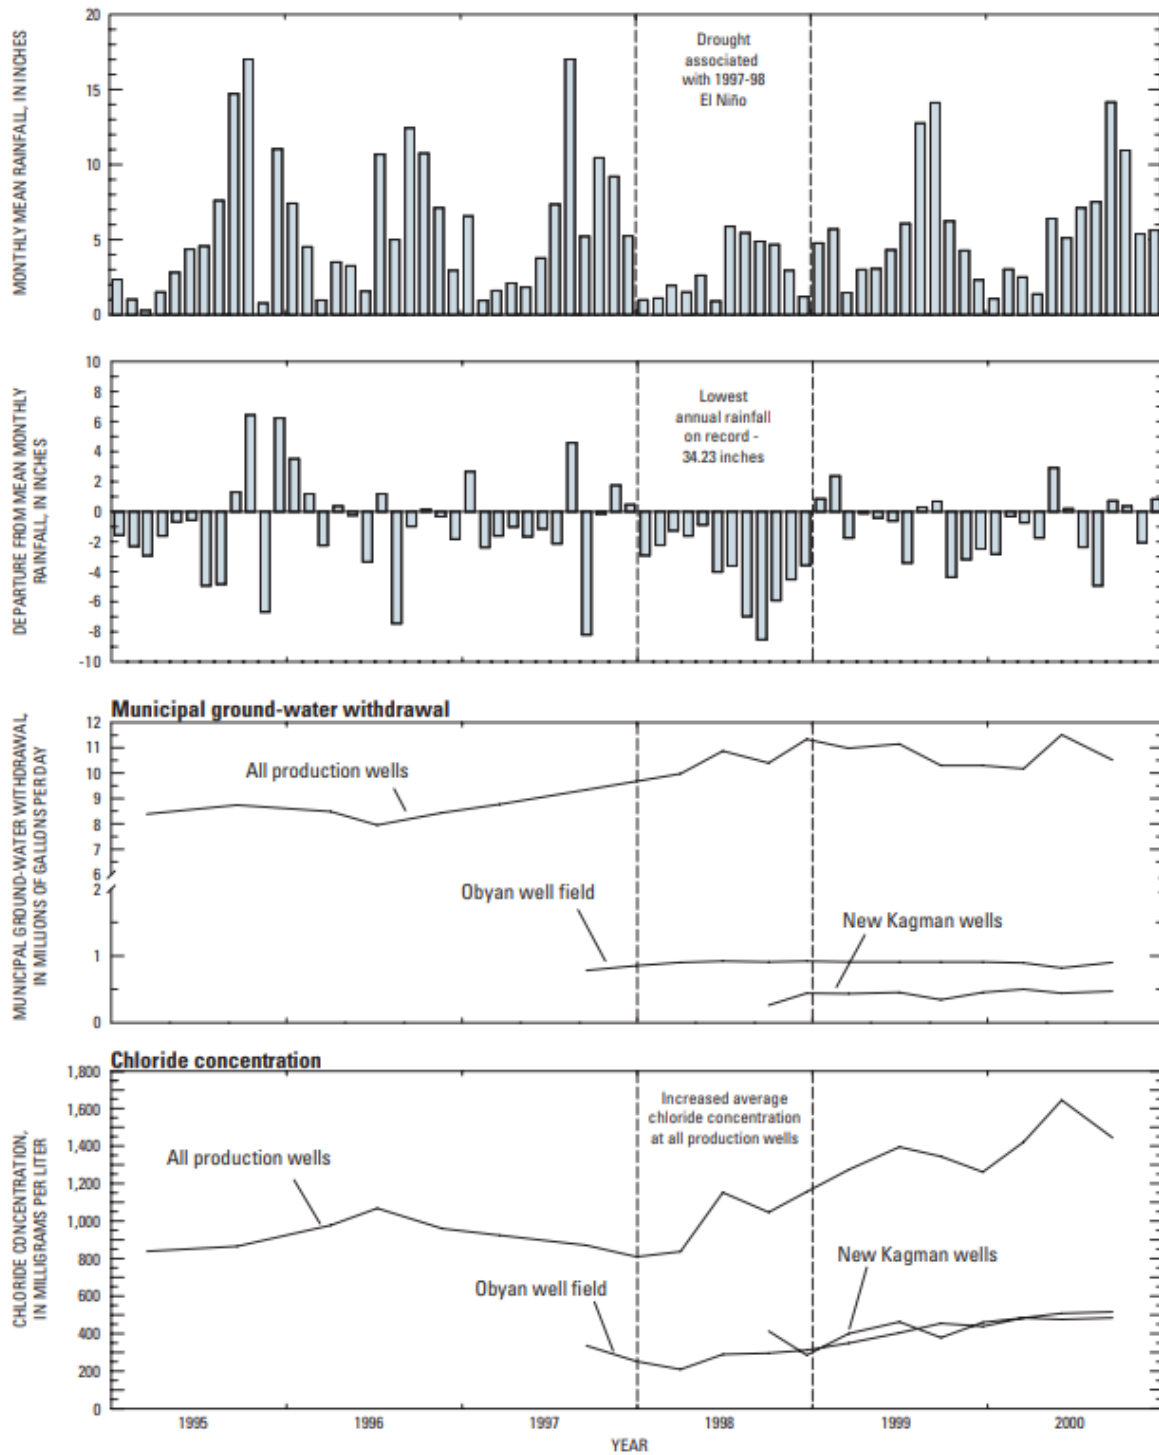 MONTHLY MEAN RAINFALL, IN INCHES
20
15
10
5
0
Drought
associated
with 1997-98
El Niño
DEPARTURE FROM MEAN MONTHLY
RAINFALL, IN INCHES
10
8
6
4
2
0
-2
-4
-6
-8
-10
Lowest
annual rainfall
on record -
34.23 inches
Municipal ground-water withdrawal
MUNICIPAL GROUND-WATER WITHDRAWAL,
IN MILLIONS OF GALLONS PER DAY
12
11
10
9
8
7
6
2
1
0
All production wells
Obyan well field
New Kagman wells
Chloride concentration
CHLORIDE CONCENTRATION,
IN MILLIGRAMS PER LITER
1,800
1,600
1,400
1,200
1,000
800
600
400
200
0
Increased average
chloride concentration
at all production wells
All production wells
Obyan well field
New Kagman wells
1995 1996 1997 1998 1999 2000
YEAR